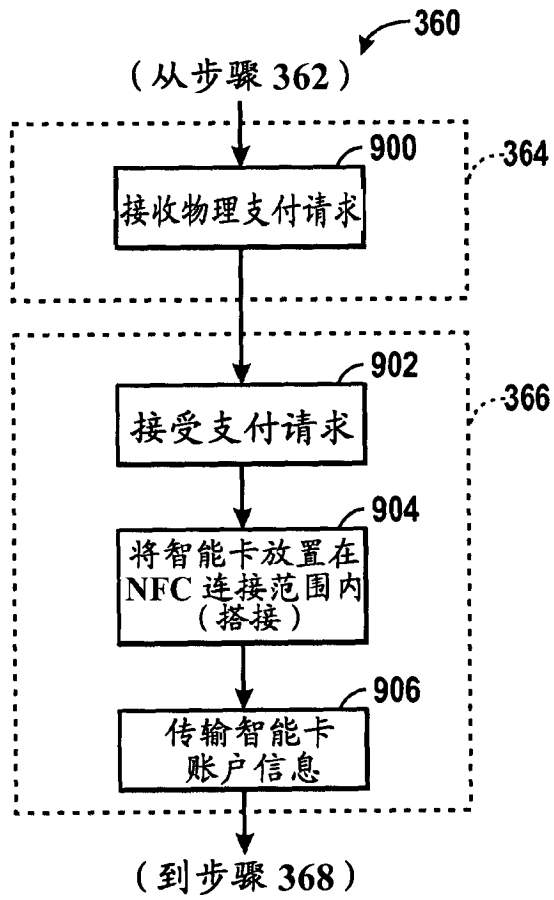 360
（从步骤 362）
900
364
接收物理支付请求
902
366
接受支付请求
904
将智能卡放置在
NFC 连接范围内
（搭接）
906
传输智能卡
账户信息
（到步骤 368）